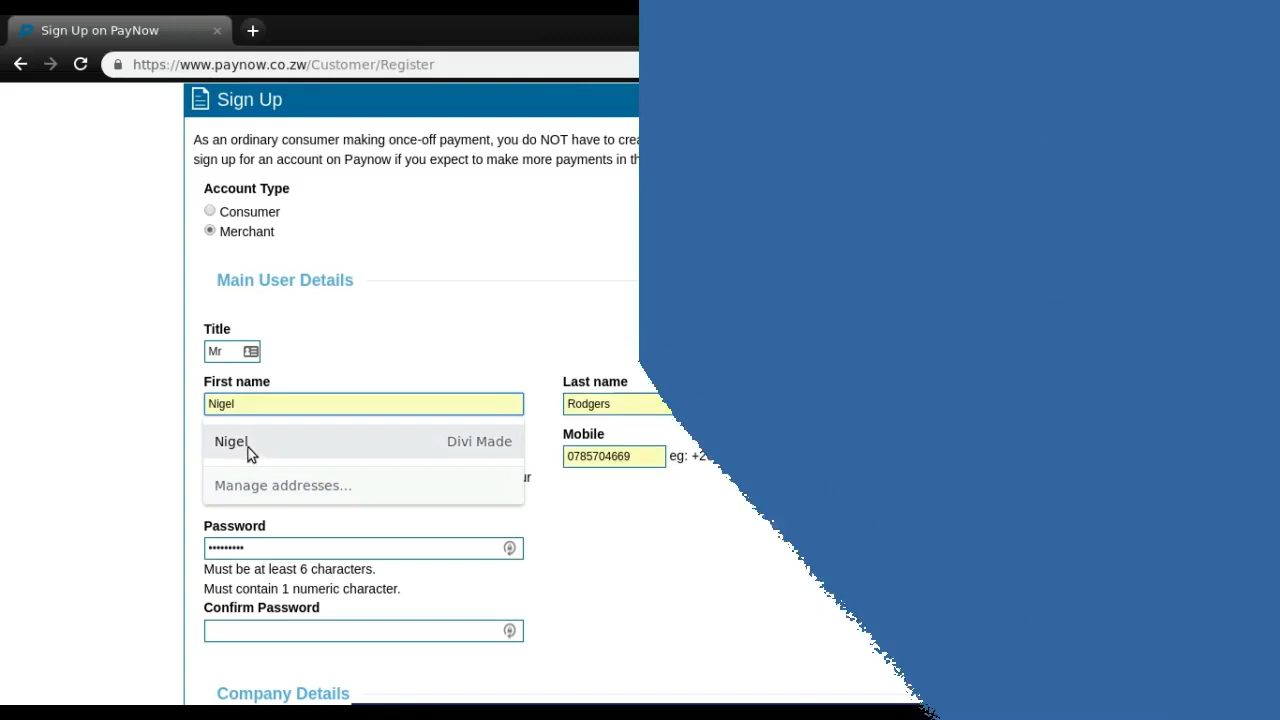 Sign Up on PayNow
https://www.paynow.co.zw/Customer/Register
Sign Up
As an ordinary consumer making once-off payment, you do NOT have to
sign up for an account on Paynow if you expect to make more payments in
Account Type
Consumer
Merchant
Main User Details
Title
Mr
First name
Last name
Nigel
Rodgers
Nigel Divi Made
Mobile
0785704669 eg:
Manage addresses...
Password
•••••••••
Must be at least 6 characters.
Must contain 1 numeric character.
Confirm Password
Company Details